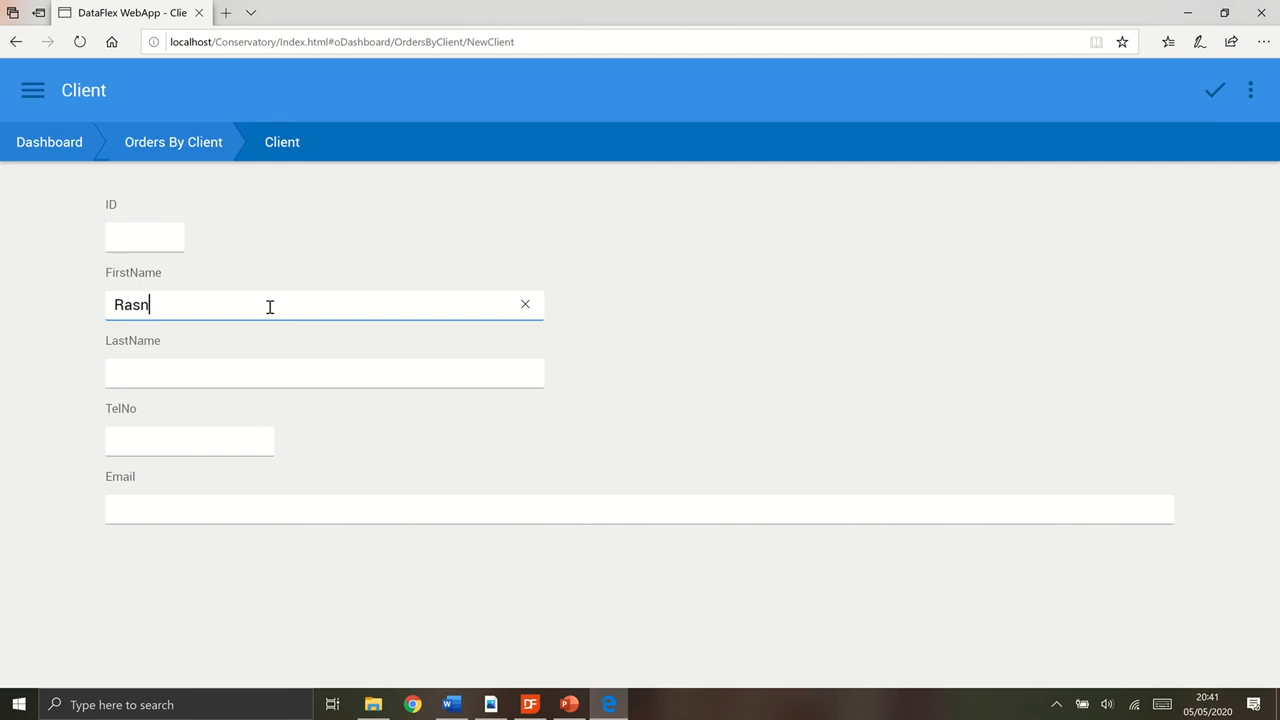 DataFlex WebApp - Clie
localhost/Conservatory/Index.html#oDashboard/OrdersByClient/NewClient
Client
Dashboard
Orders By Client
Client
ID
FirstName
Rasn
LastName
TelNo
Email
Type here to search
DF
20:41
05/05/2020